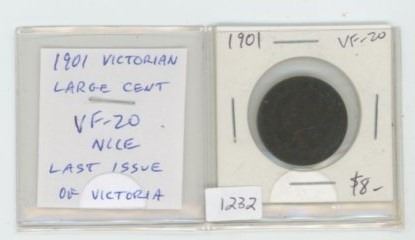 1901 VICTORIAN
LARGE CENT
VF-20
NICE
LAST ISSUE
OF VICTORIA
1901 VF-20
$8-
1232